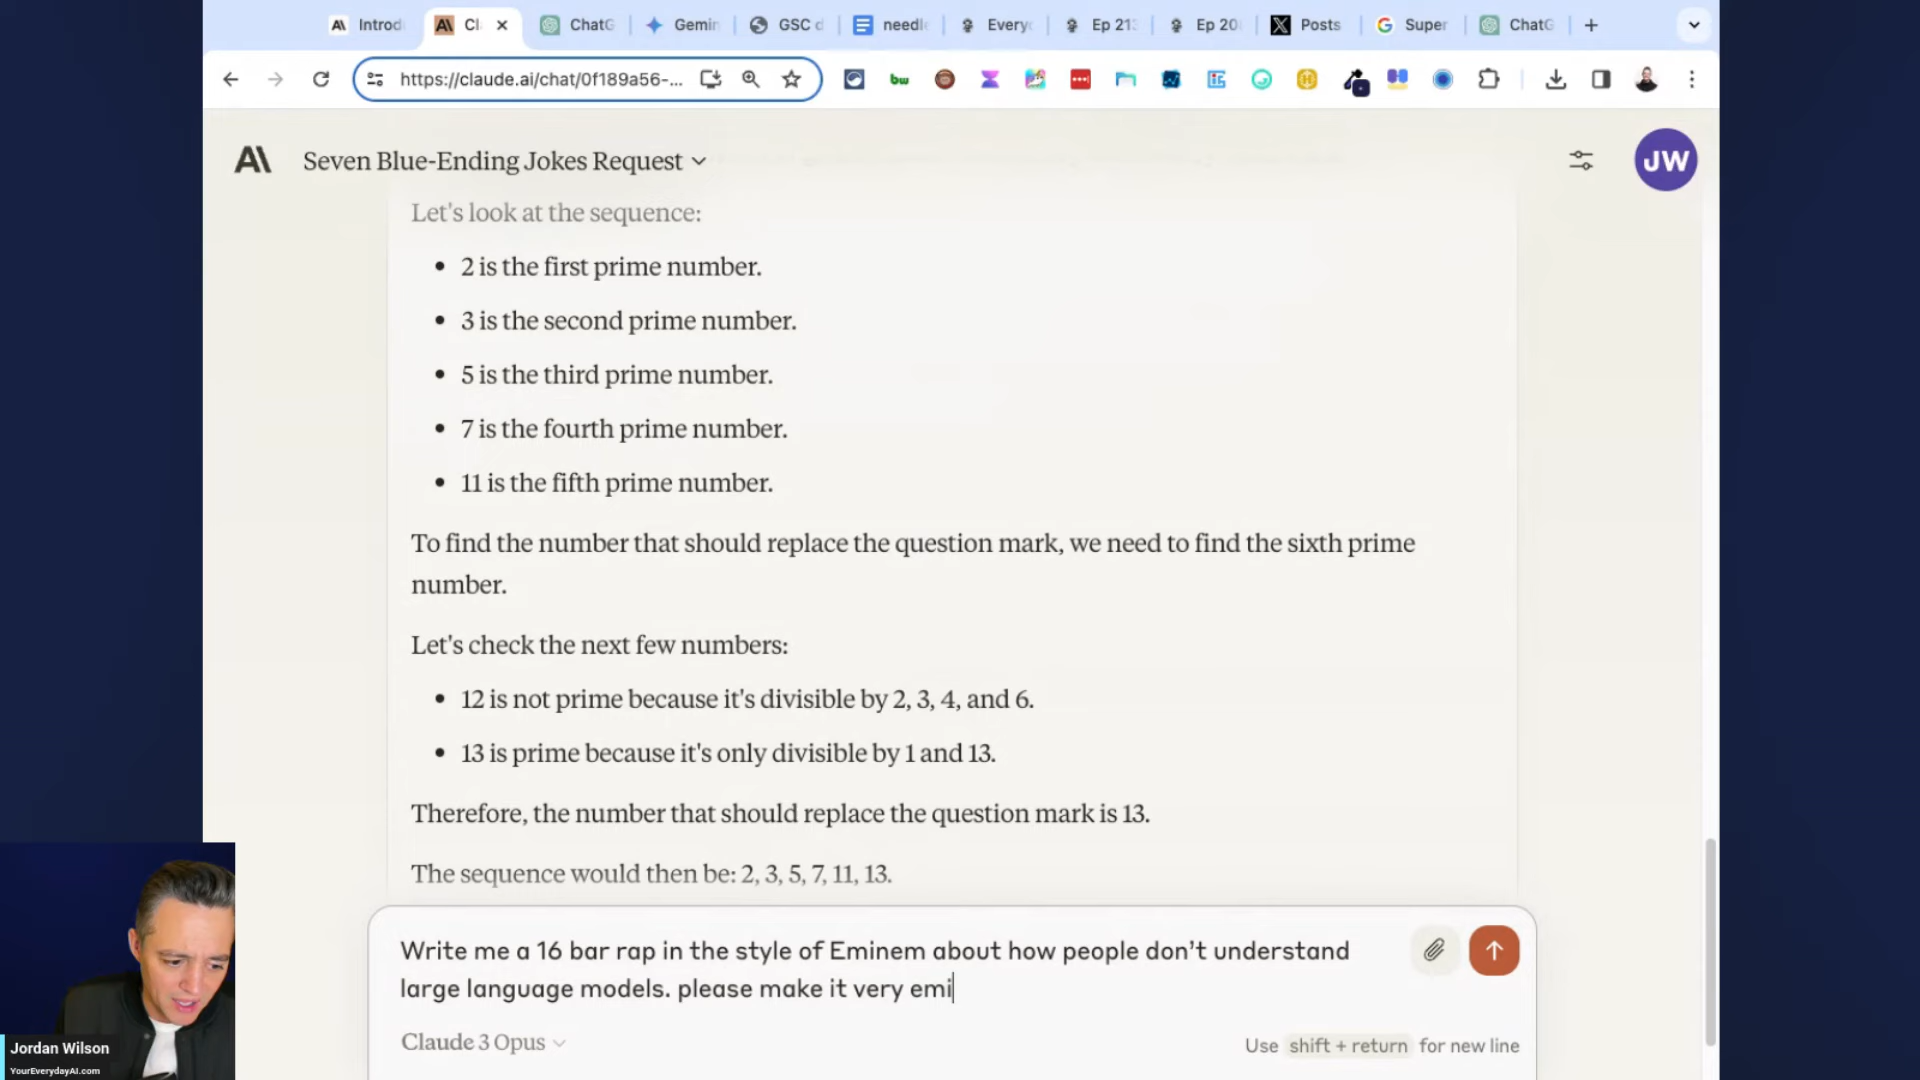 Introd
Cl
ChatG
Gemin
GSC d
needle
Every
Ep 213
Ep 20
Posts
Super
ChatG
https://claude.ai/chat/0f189a56-...
bw
A\
Seven Blue-Ending Jokes Request
JW
Let's look at the sequence:
• 2 is the first prime number.
• 3 is the second prime number.
• 5 is the third prime number.
• 7 is the fourth prime number.
• 11 is the fifth prime number.
To find the number that should replace the question mark, we need to find the sixth prime
number.
Let's check the next few numbers:
• 12 is not prime because it's divisible by 2, 3, 4, and 6.
• 13 is prime because it's only divisible by 1 and 13.
Therefore, the number that should replace the question mark is 13.
The sequence would then be: 2, 3, 5, 7, 11, 13.
Write me a 16 bar rap in the style of Eminem about how people don’t understand
large language models. please make it very emi
Claude 3 Opus
Use shift + return for new line
Jordan Wilson
YourEverydayAI.com